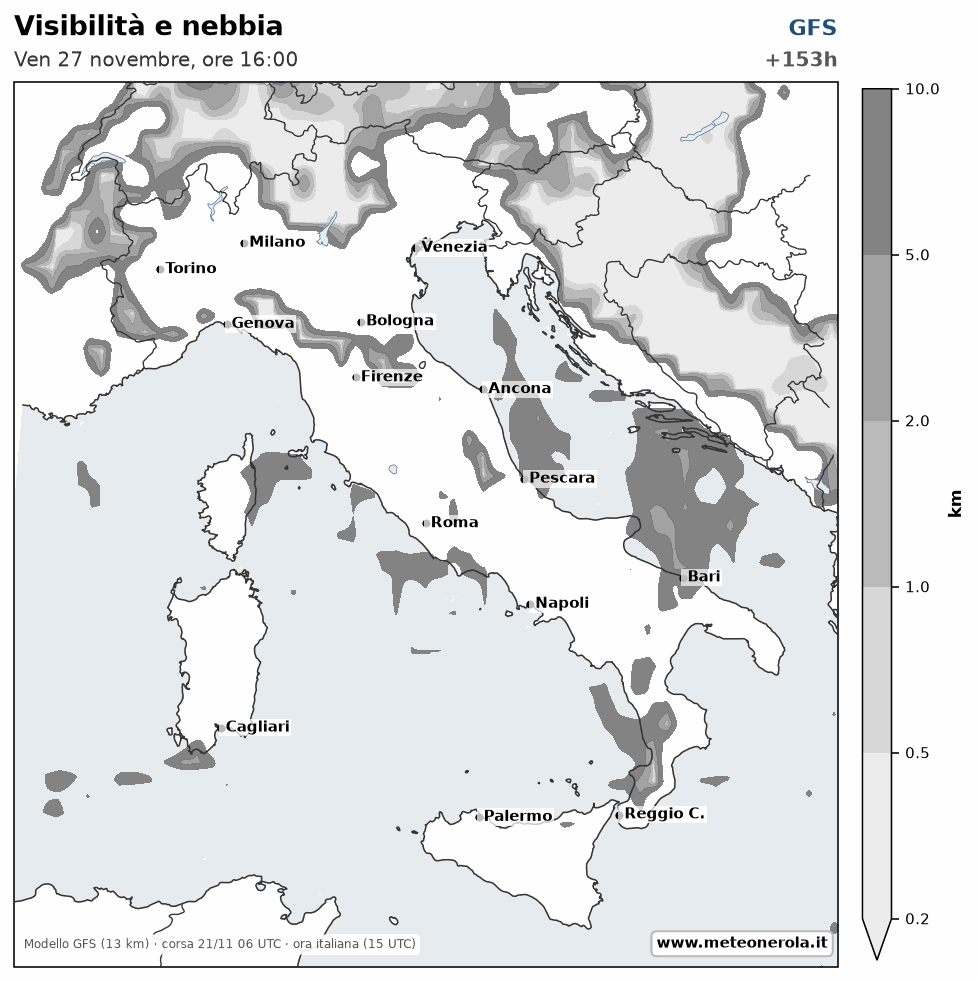 Visibilità e nebbia
GFS
Ven 27 novembre, ore 16:00
+153h
10.0
5.0
2.0
1.0
0.5
0.2
km
Milano
Venezia
Torino
Genova
Bologna
Firenze
Ancona
Pescara
Roma
Bari
Napoli
Cagliari
Palermo
Reggio C.
Modello GFS (13 km) · corsa 21/11 06 UTC · ora italiana (15 UTC)
www.meteonerola.it